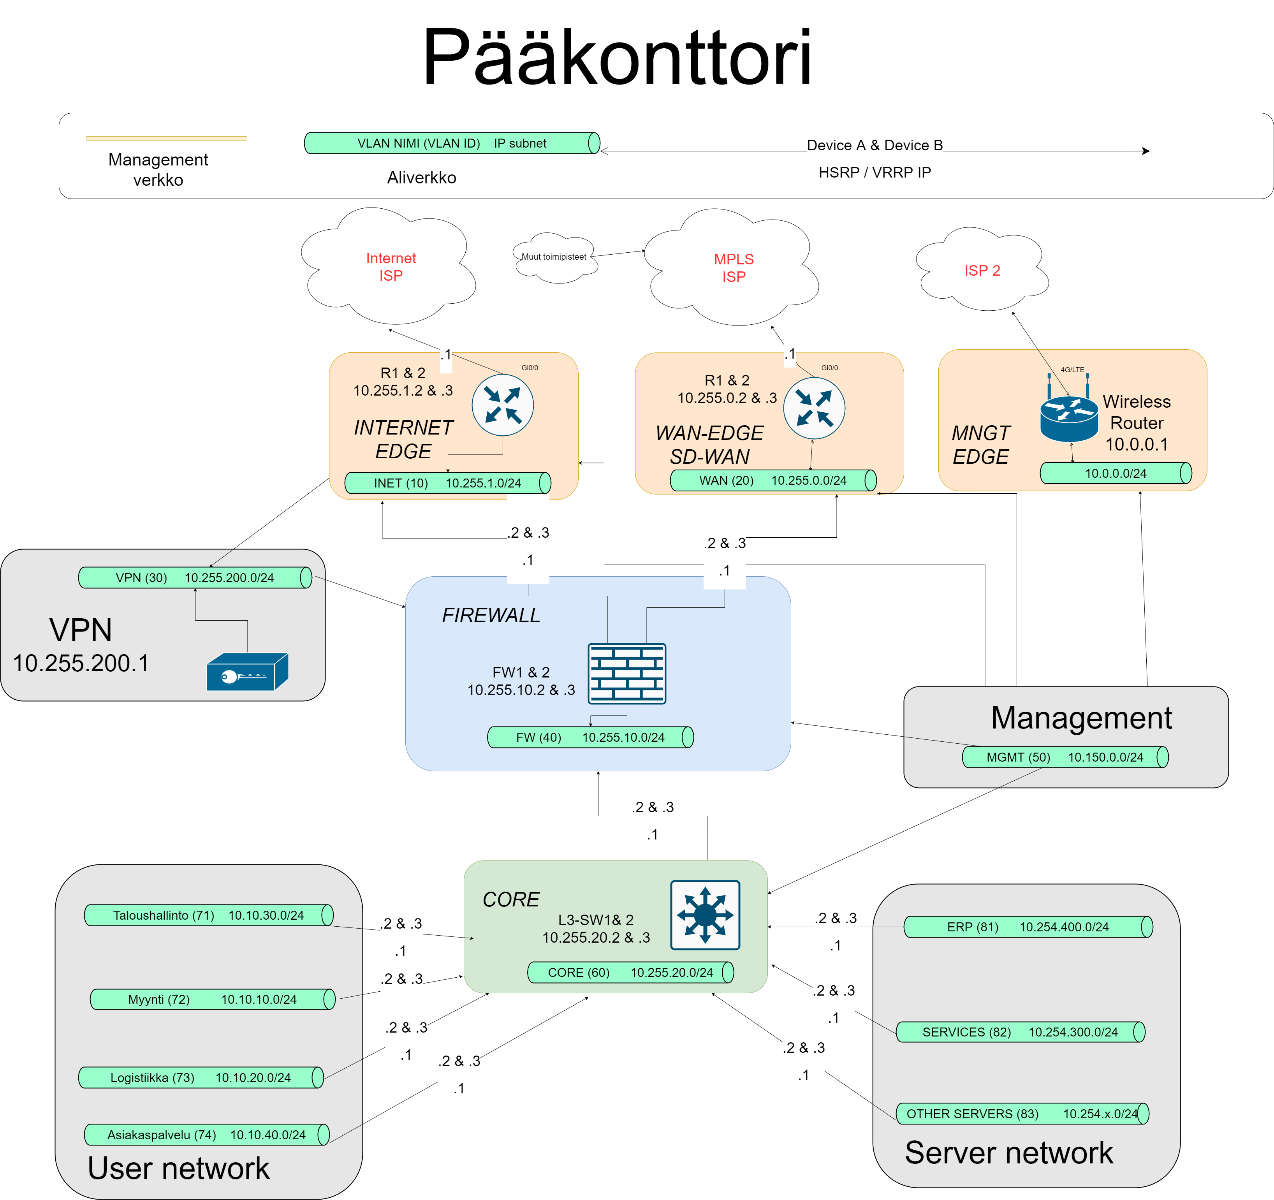 Pääkonttori
Management
verkko
VLAN NIMI (VLAN ID) IP subnet
Aliverkko
Device A & Device B
HSRP / VRRP IP
Internet
ISP
Muut toimipisteet
MPLS
ISP
ISP 2
.1
R1 & 2
10.255.1.2 & .3
GI0/0
INTERNET
EDGE
INET (10) 10.255.1.0/24
.1
R1 & 2
10.255.0.2 & .3
GI0/0
WAN-EDGE
SD-WAN
WAN (20) 10.255.0.0/24
4G/LTE
Wireless
Router
10.0.0.1
MNGT
EDGE
10.0.0.0/24
.2 & .3
.1
.2 & .3
.1
VPN (30) 10.255.200.0/24
VPN
10.255.200.1
FIREWALL
FW1 & 2
10.255.10.2 & .3
FW (40) 10.255.10.0/24
Management
MGMT (50) 10.150.0.0/24
.2 & .3
.1
CORE
L3-SW1& 2
10.255.20.2 & .3
CORE (60) 10.255.20.0/24
Taloushallinto (71) 10.10.30.0/24
.2 & .3
.1
Myynti (72) 10.10.10.0/24
.2 & .3
Logistiikka (73) 10.10.20.0/24
.2 & .3
.1
Asiakaspalvelu (74) 10.10.40.0/24
.2 & .3
.1
User network
.2 & .3
.1
ERP (81) 10.254.400.0/24
.2 & .3
.1
SERVICES (82) 10.254.300.0/24
.2 & .3
.1
OTHER SERVERS (83) 10.254.x.0/24
Server network